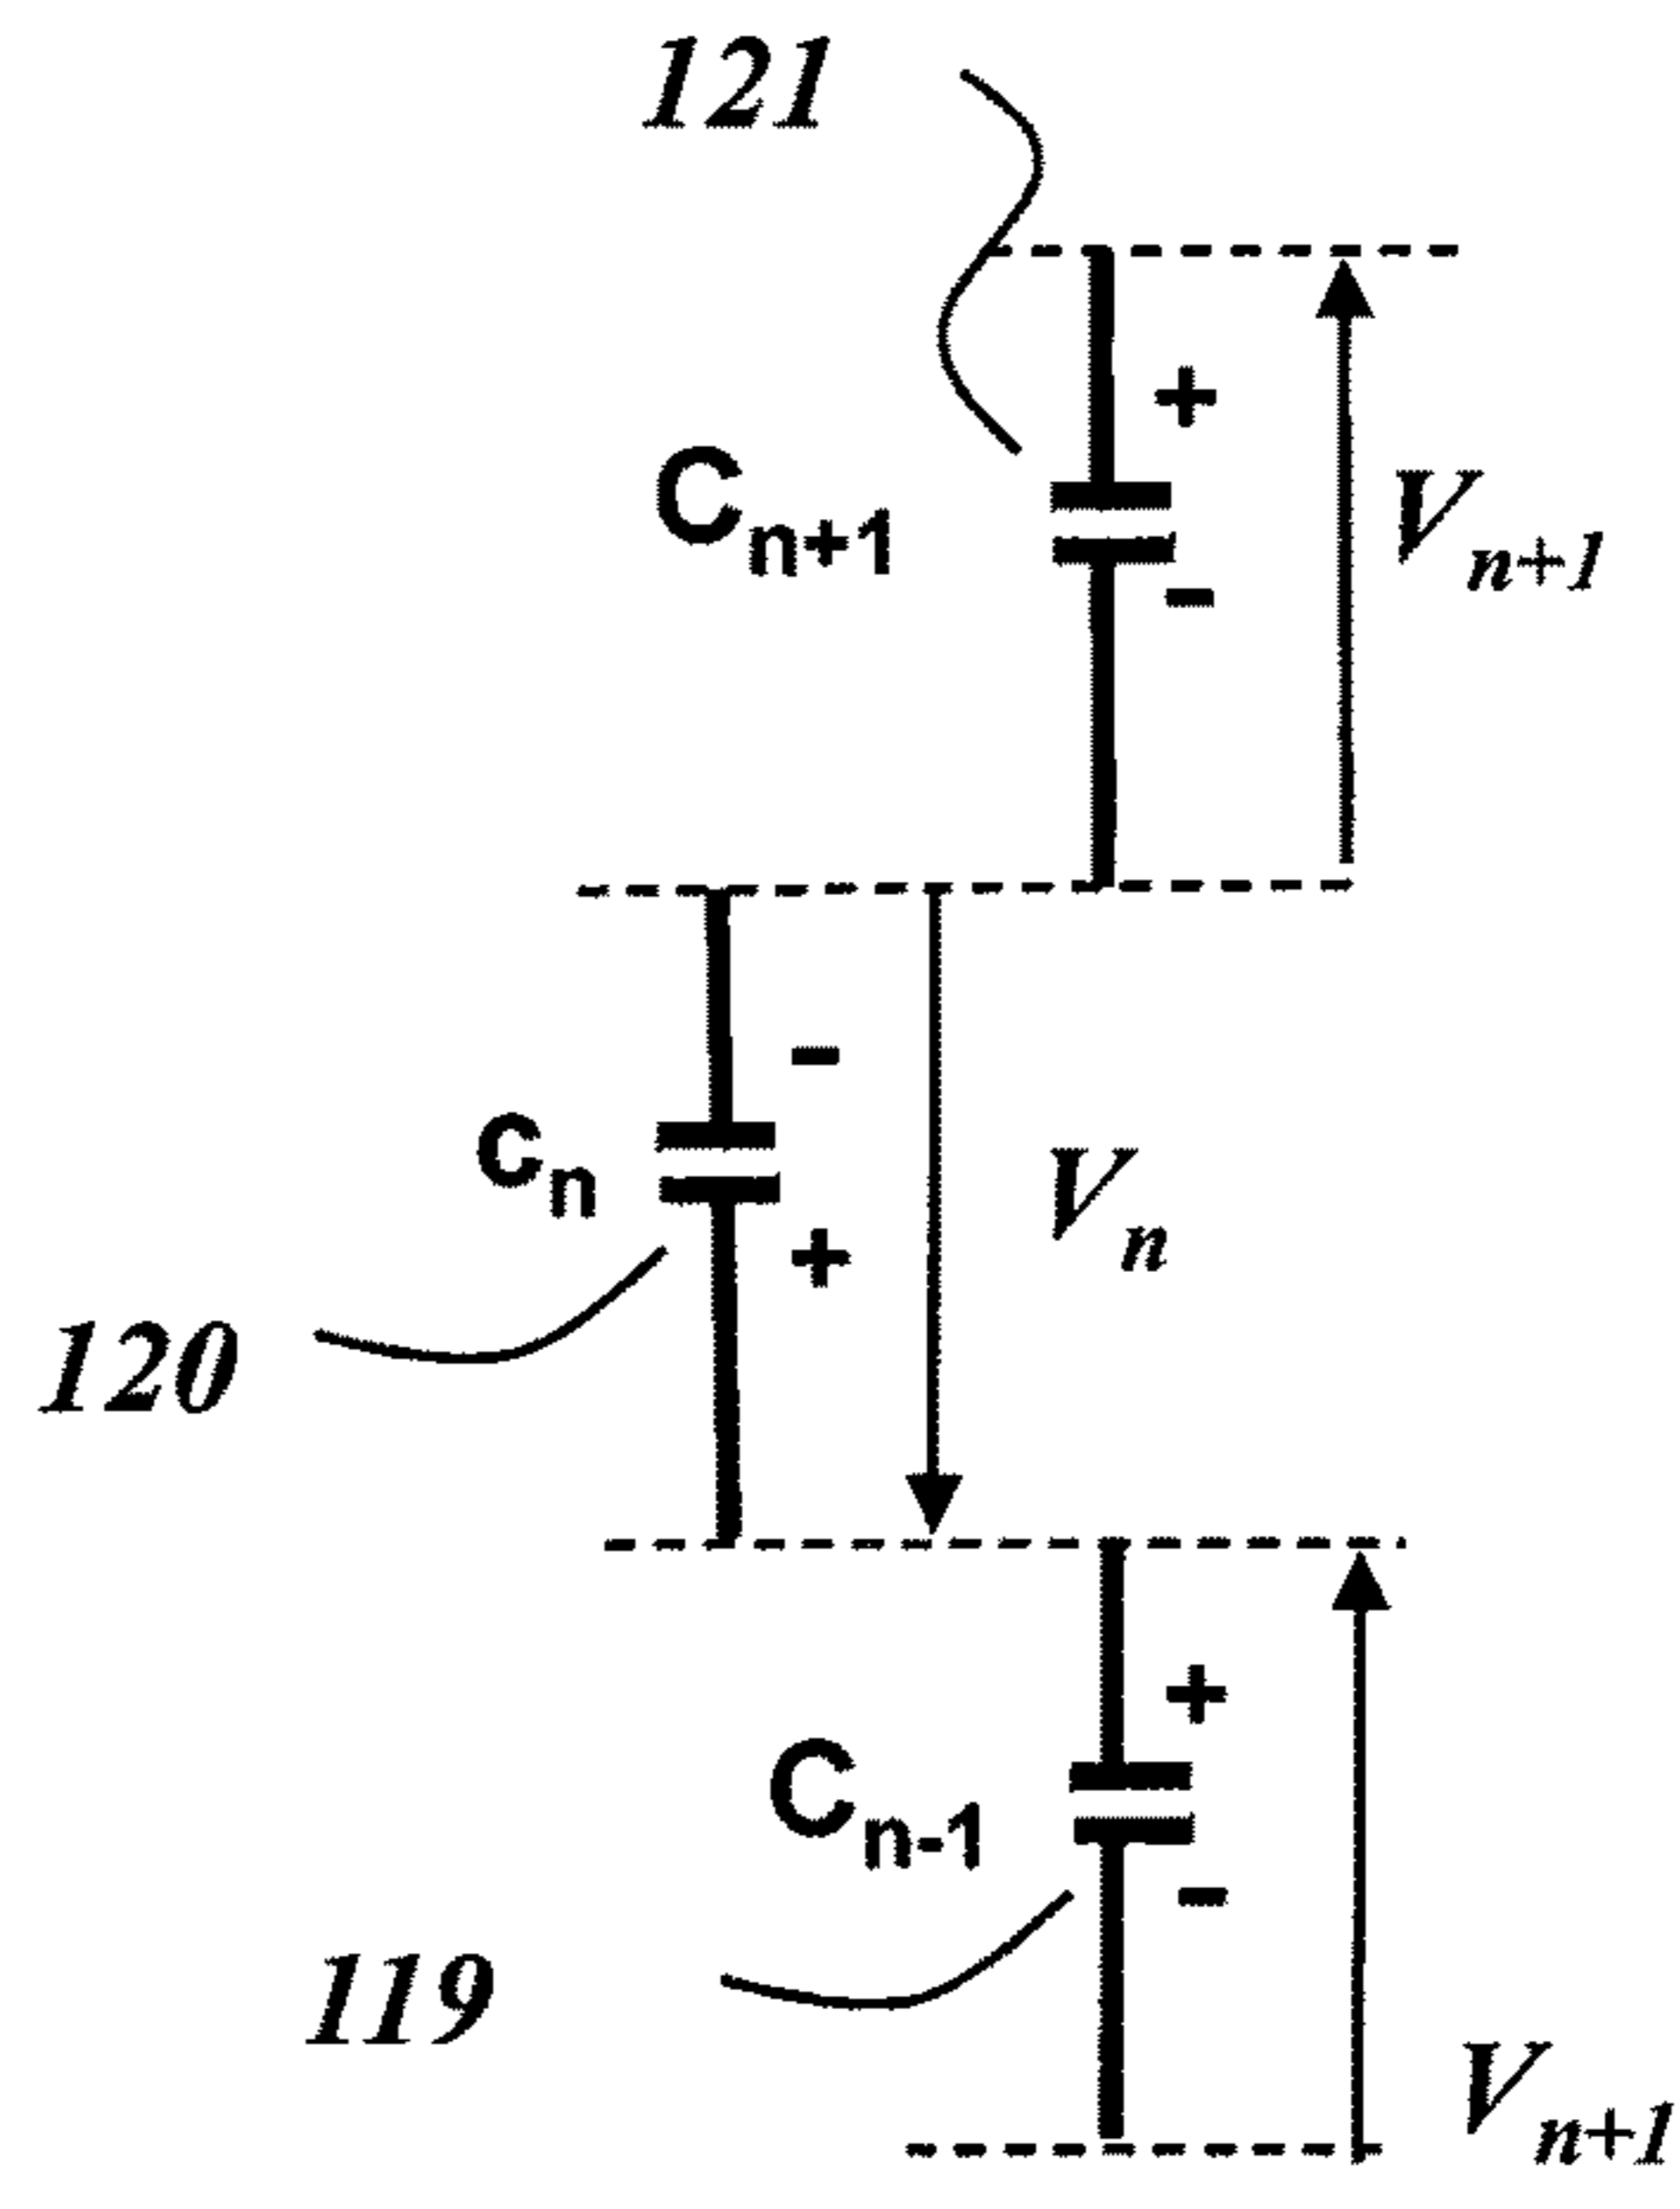 121
+
C_{n+1}
V_{n+1}
-
-
c_n
V_n
+
120
+
C_{n-1}
-
119
V_{n+1}